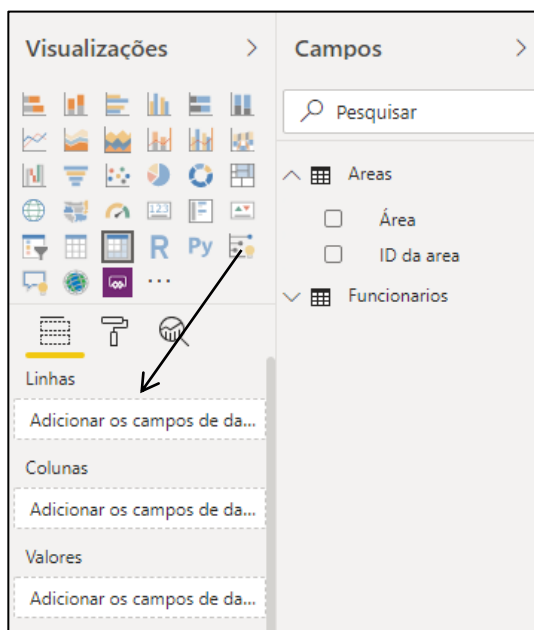 Visualizações
Campos
Pesquisar
Areas
Área
ID da area
Funcionarios
123
R
Py
Linhas
Adicionar os campos de da...
Colunas
Adicionar os campos de da...
Valores
Adicionar os campos de da...